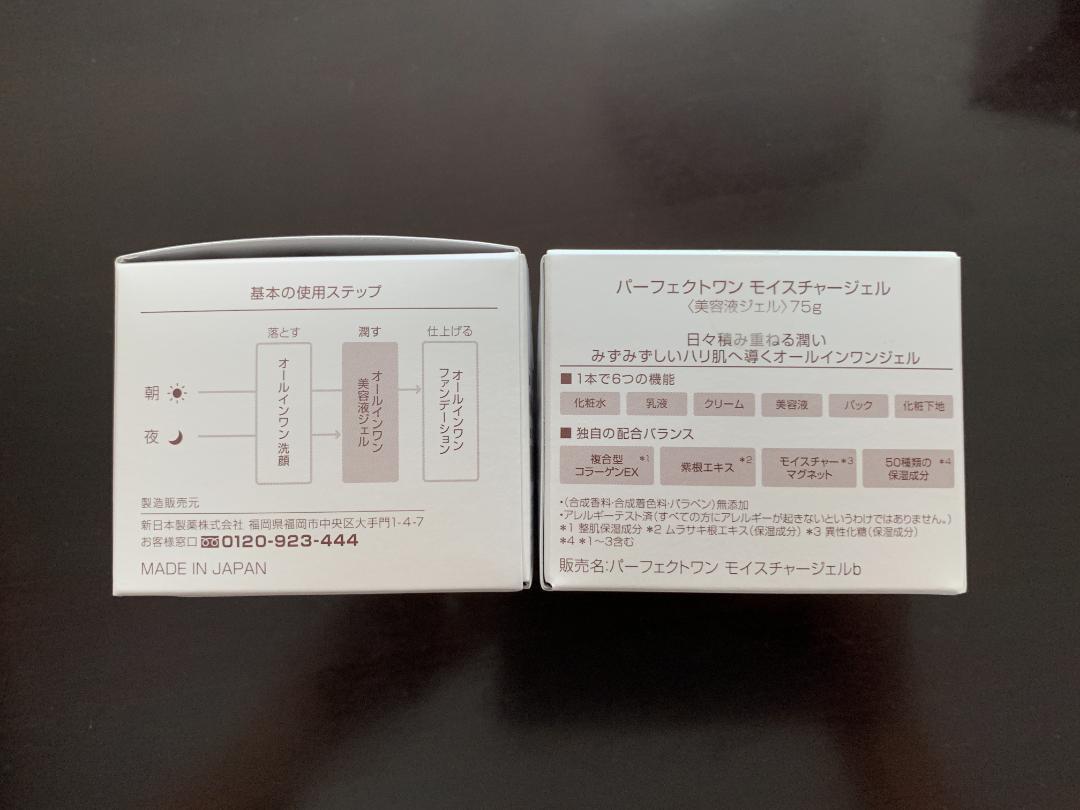 基本の使用ステップ
落とす 潤す 仕上げる
オールインワン洗顔
オールインワン
美容液ジェル
オールインワン
ファンデーション
朝
夜
製造販売元
新日本製薬株式会社 福岡県福岡市中央区大手門1-4-7
お客様窓口 0120-923-444
MADE IN JAPAN
パーフェクトワン モイスチャージェル
〈美容液ジェル〉75g
日々積み重ねる潤い
みずみずしいハリ肌へ導くオールインワンジェル
■ 1本で6つの機能
化粧水 乳液 クリーム 美容液 パック 化粧下地
■ 独自の配合バランス
複合型 *1
コラーゲンEX
紫根エキス *2
モイスチャー *3
マグネット
50種類の *4
保湿成分
・(合成香料・合成着色料・パラベン)無添加
・アレルギーテスト済(すべての方にアレルギーが起きないというわけではありません。)
*1 整肌保湿成分 *2 ムラサキ根エキス(保湿成分) *3 異性化糖(保湿成分)
*4 *1～3含む
販売名:パーフェクトワン モイスチャージェルb